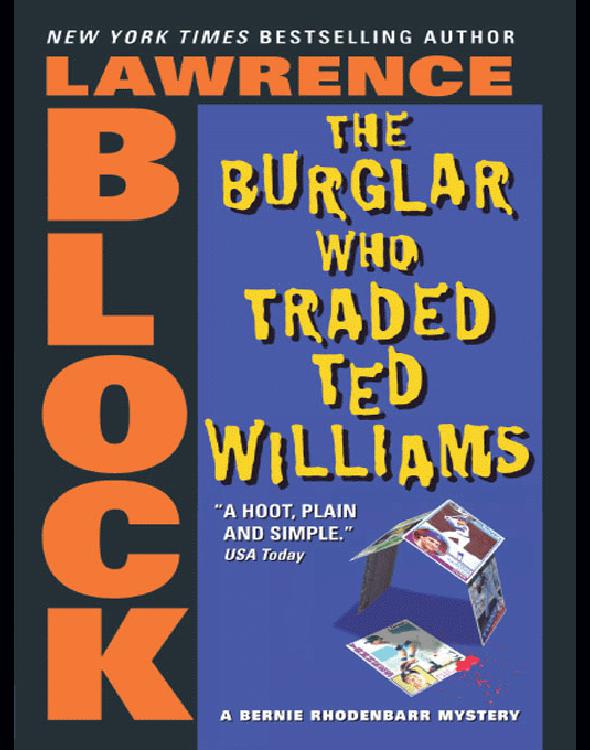 NEW YORK TIMES BESTSELLING AUTHOR
LAWRENCE
BLOCK
THE
BURGLAR
WHO
TRADED
TED
WILLIAMS
"A HOOT, PLAIN
AND SIMPLE."
USA Today
A BERNIE RHODENBARR MYSTERY